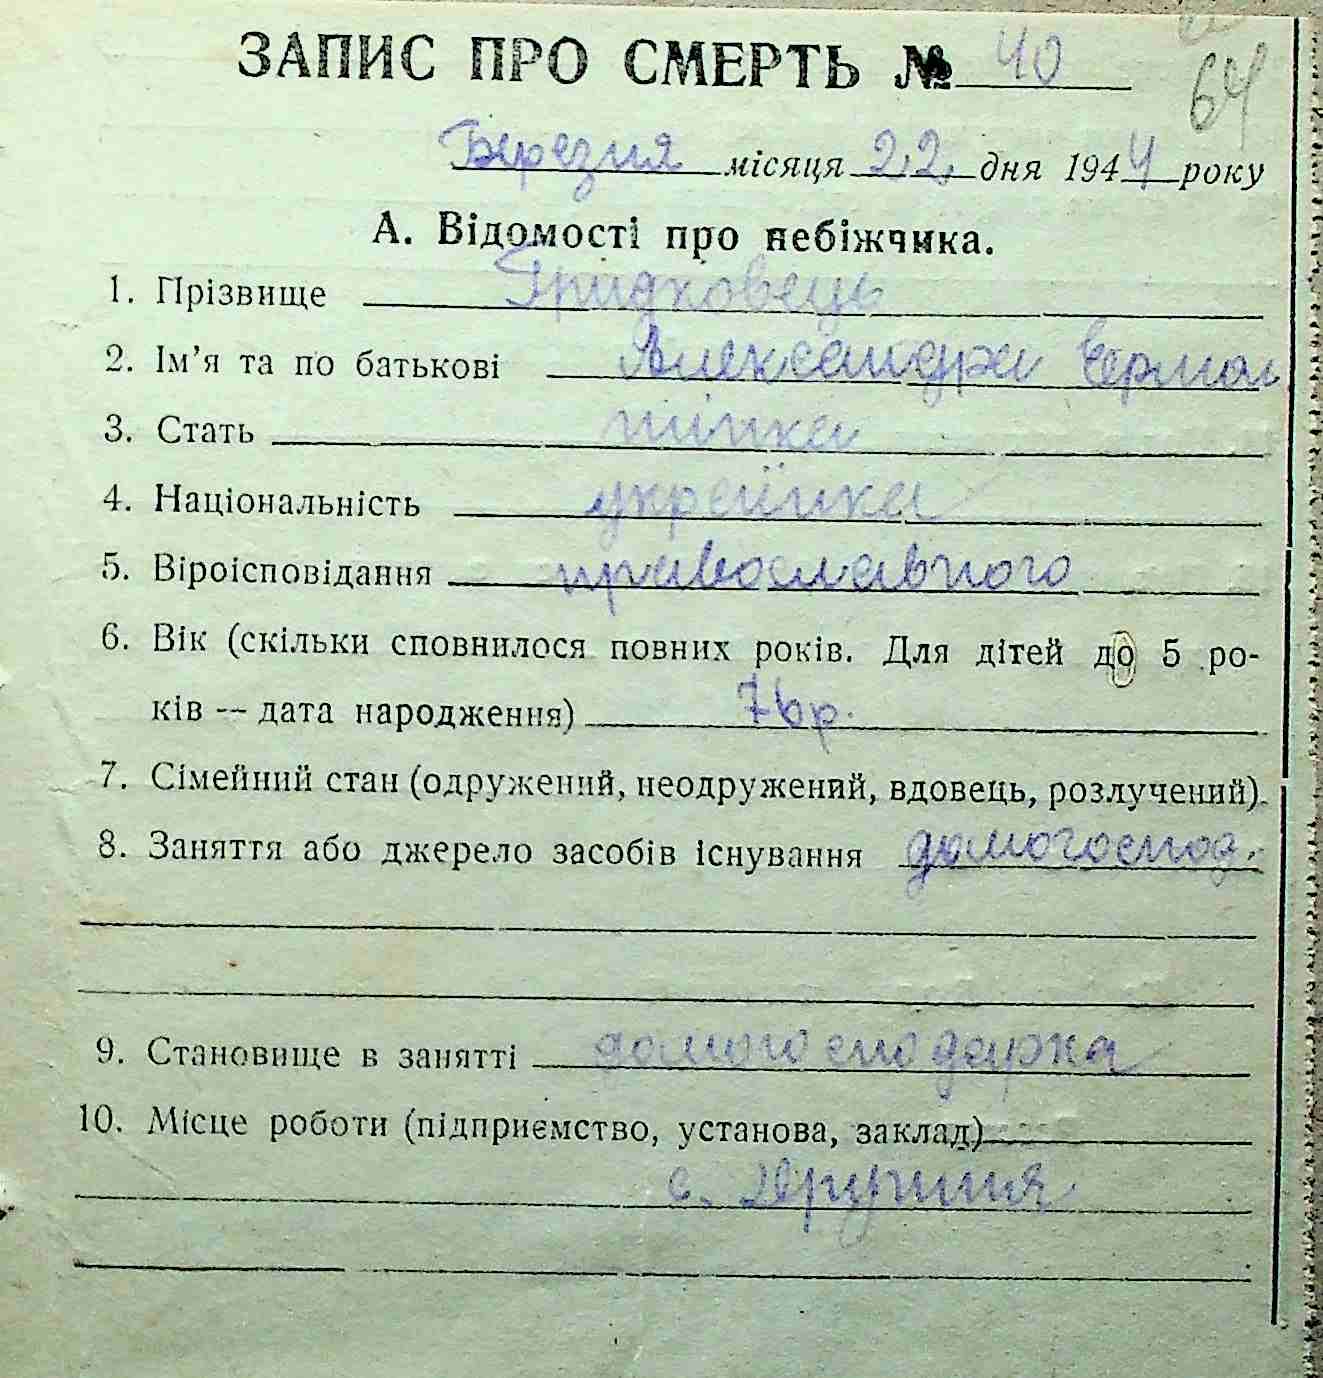 64
ЗАПИС ПРО СМЕРТЬ № 40
Березня місяця 22, дня 1944 року
А. Відомості про небіжчика.
1. Прізвище Гридковець
2. Ім'я та по батькові Александра Єрмол
3. Стать жінка
4. Національність українка
5. Віроісповідання православного
6. Вік (скільки сповнилося повних років. Для дітей до 5 ро-
ків — дата народження) 76р.
7. Сімейний стан (одружений, неодружений, вдовець, розлучений).
8. Заняття або джерело засобів існування домогоспод.
9. Становище в занятті домогосподарка
10. Місце роботи (підприємство, установа, заклад)
с.